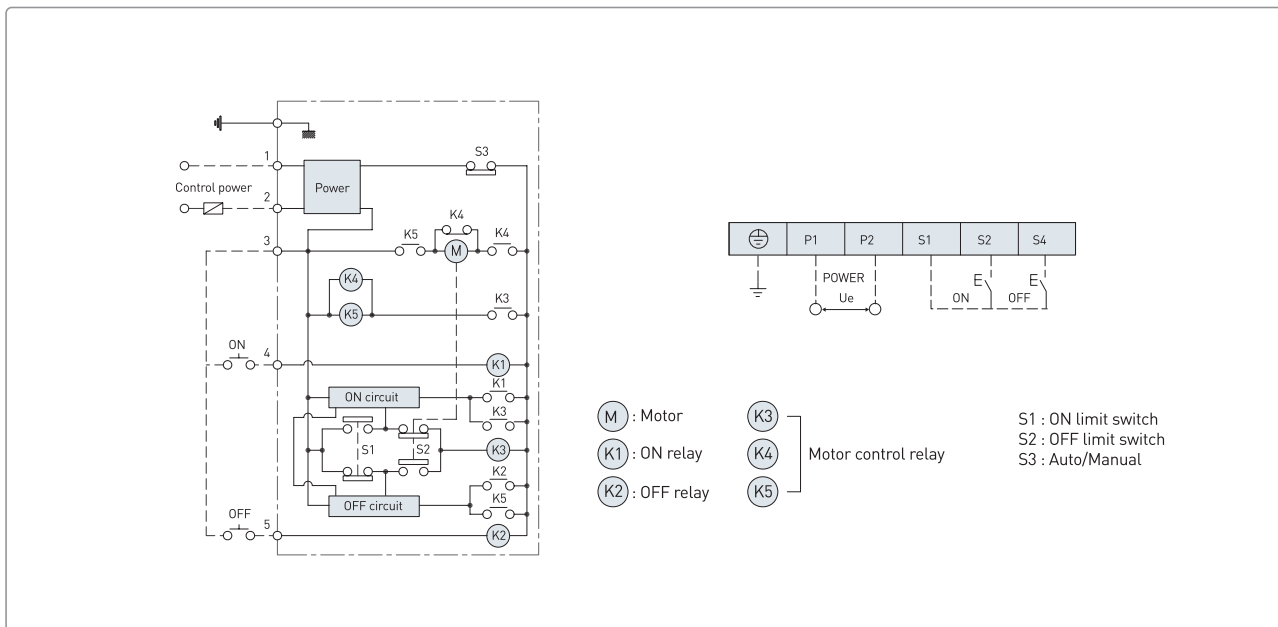 1
S3
Control power
Power
2
3
K5
K4
M
K4
K4
K5
K3
ON
4
K1
ON circuit
K1
K3
S1
S2
K3
K2
OFF circuit
K5
OFF
5
K2
P1 P2 S1 S2 S4
POWER
Ue
E
E
ON
OFF
M : Motor
K1 : ON relay
K2 : OFF relay
K3
K4
K5
Motor control relay
S1 : ON limit switch
S2 : OFF limit switch
S3 : Auto/Manual